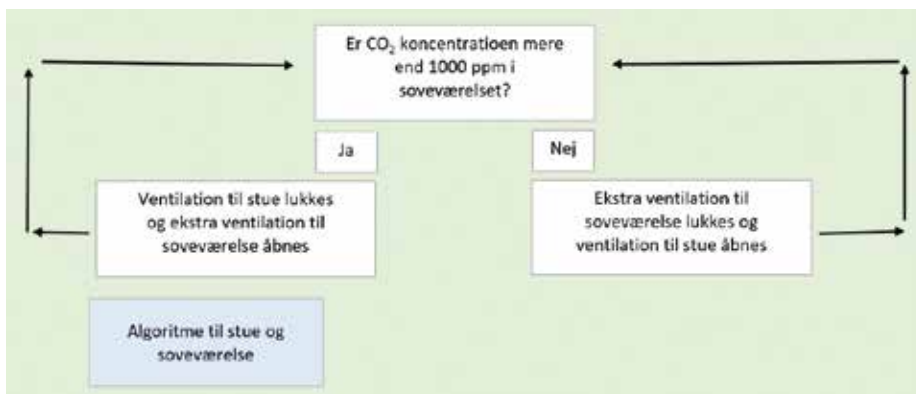 Er CO₂ koncentratioen mere
end 1000 ppm i
soveværelset?
Ja
Nej
Ventilation til stue lukkes
og ekstra ventilation til
soveværelse åbnes
Ekstra ventilation til
soveværelse lukkes og
ventilation til stue åbnes
Algoritme til stue og
soveværelse